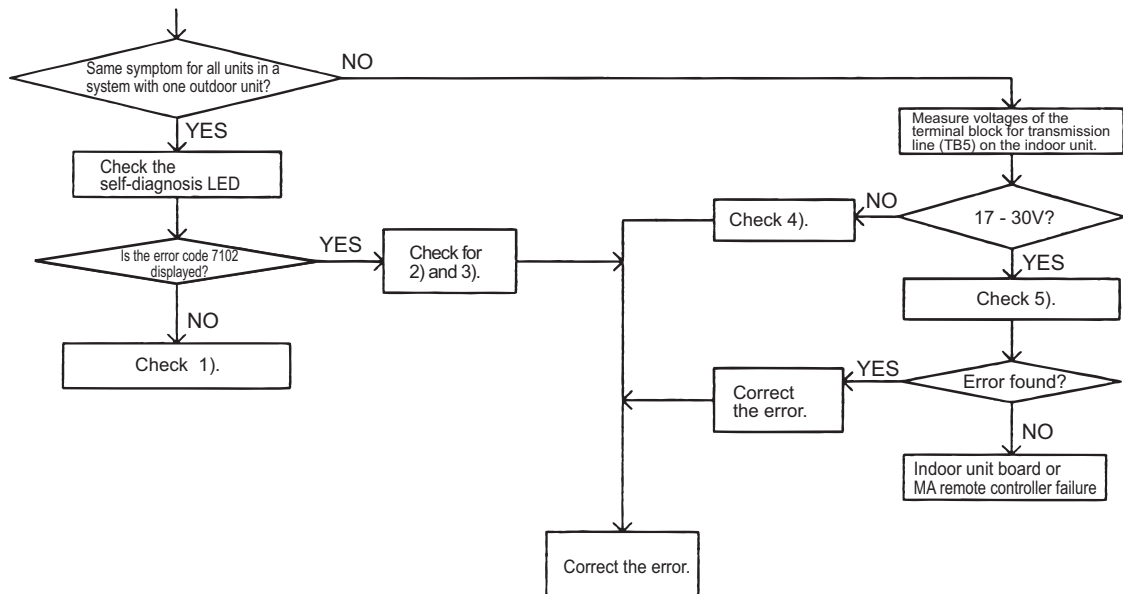 Same symptom for all units in a
system with one outdoor unit?
NO
YES
Check the
self-diagnosis LED
Is the error code 7102
displayed?
YES
Check for
2) and 3).
NO
Check 1).
Measure voltages of the
terminal block for transmission
line (TB5) on the indoor unit.
17 - 30V?
NO
Check 4).
YES
Check 5).
Error found?
YES
Correct
the error.
NO
Indoor unit board or
MA remote controller failure
Correct the error.